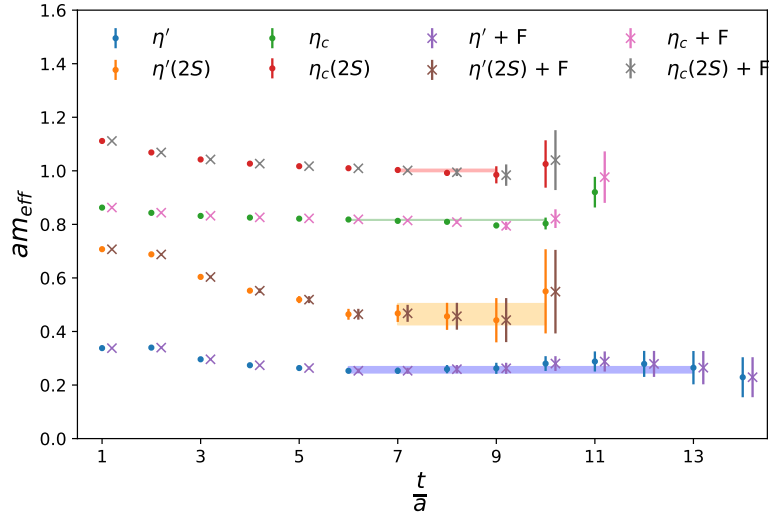 1.6
1.4
1.2
1.0
0.8
0.6
0.4
0.2
0.0
am_eff
η′
η_c
η′ + F
η_c + F
η′(2S)
η_c(2S)
η′(2S) + F
η_c(2S) + F
1 3 5 7 9 11 13
t/a